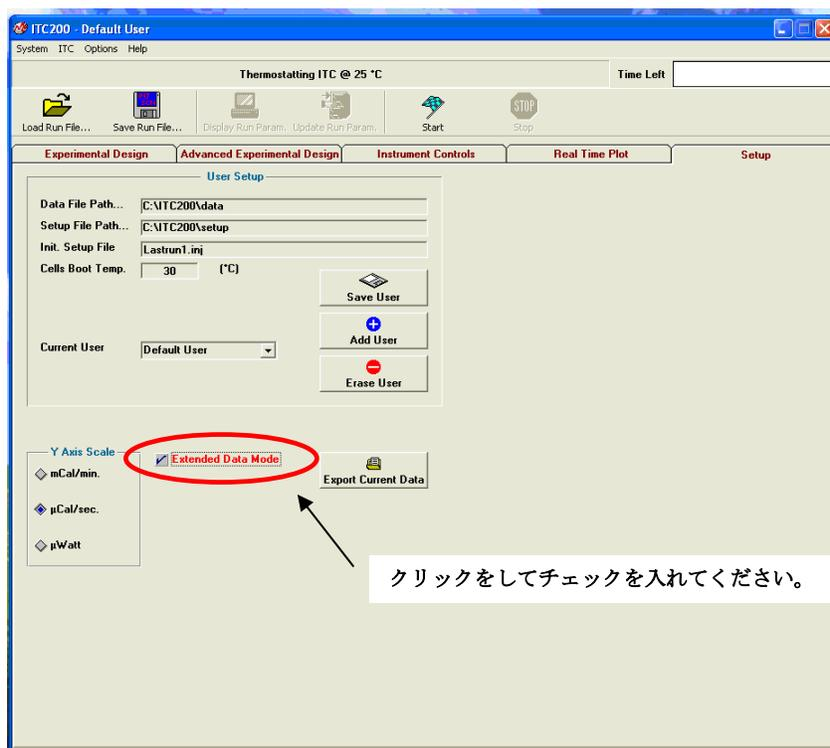 ITC200 - Default User
System ITC Options Help
Thermostatting ITC @ 25 °C
Time Left
Load Run File...
Save Run File...
Display Run Param.
Update Run Param.
Start
STOP
Stop
Experimental Design
Advanced Experimental Design
Instrument Controls
Real Time Plot
Setup
User Setup
Data File Path... C:\ITC200\data
Setup File Path... C:\ITC200\setup
Init. Setup File Lastrun1.inj
Cells Boot Temp. 30 (°C)
Save User
Add User
Current User Default User
Erase User
Y Axis Scale
Extended Data Mode
mCal/min.
Export Current Data
µCal/sec.
µWatt
クリックをしてチェックを入れてください。